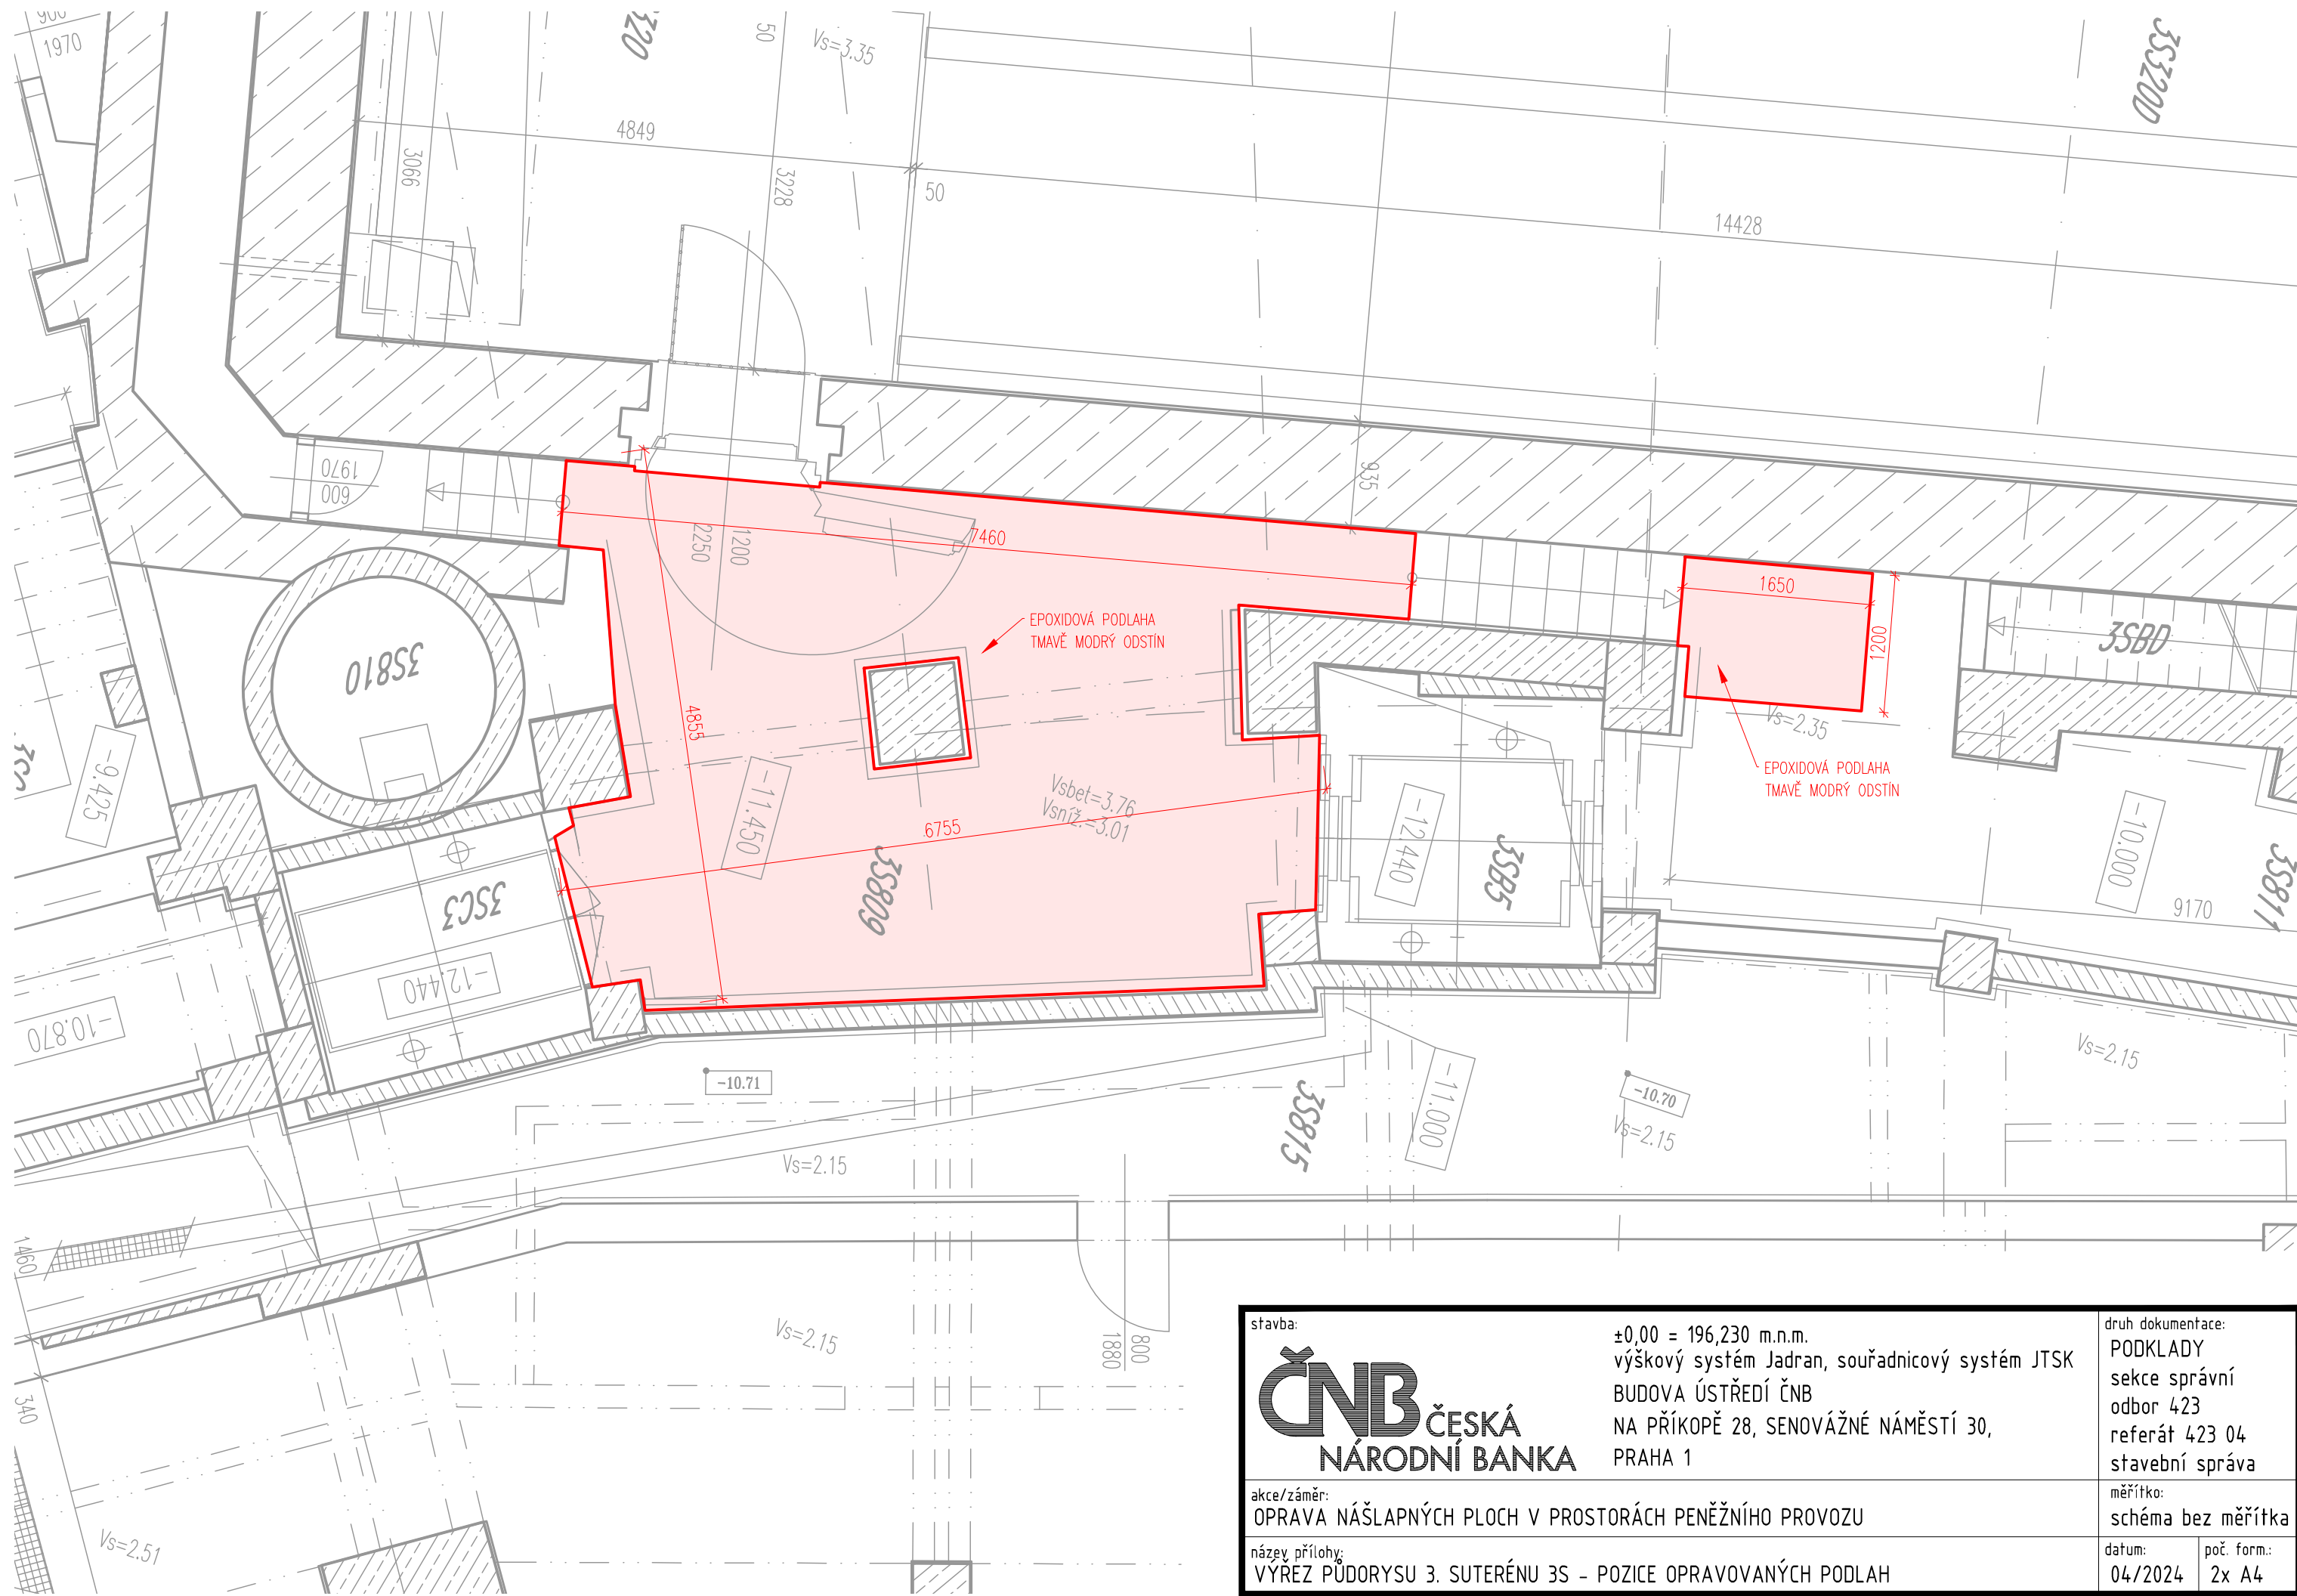 900
1970
320
50
Vs=3.35
3S320D
4849
3066
3228
50
14428
1970
600
935
2250
1200
7460
1650
1200
EPOXIDOVÁ PODLAHA
TMAVĚ MODRÝ ODSTÍN
3SBD
3S810
4855
Vs=2.35
-9.425
-11.450
Vsbet=3.76
Vsníž.=3.01
6755
EPOXIDOVÁ PODLAHA
TMAVĚ MODRÝ ODSTÍN
-12.440
3SB5
-10.000
3S811
9170
3S809
3SC3
-12.440
-10.870
-10.71
3S815
-11.000
-10.70
Vs=2.15
Vs=2.15
Vs=2.15
1460
Vs=2.15
800
1880
340
Vs=2.51
stavba:
ČNB ČESKÁ
NÁRODNÍ BANKA
±0,00 = 196,230 m.n.m.
výškový systém Jadran, souřadnicový systém JTSK
BUDOVA ÚSTŘEDÍ ČNB
NA PŘÍKOPĚ 28, SENOVÁŽNÉ NÁMĚSTÍ 30,
PRAHA 1
druh dokumentace:
PODKLADY
sekce správní
odbor 423
referát 423 04
stavební správa
akce/záměr:
OPRAVA NÁŠLAPNÝCH PLOCH V PROSTORÁCH PENĚŽNÍHO PROVOZU
měřítko:
schéma bez měřítka
název přílohy:
VÝŘEZ PŮDORYSU 3. SUTERÉNU 3S - POZICE OPRAVOVANÝCH PODLAH
datum:
04/2024
poč. form.:
2x A4